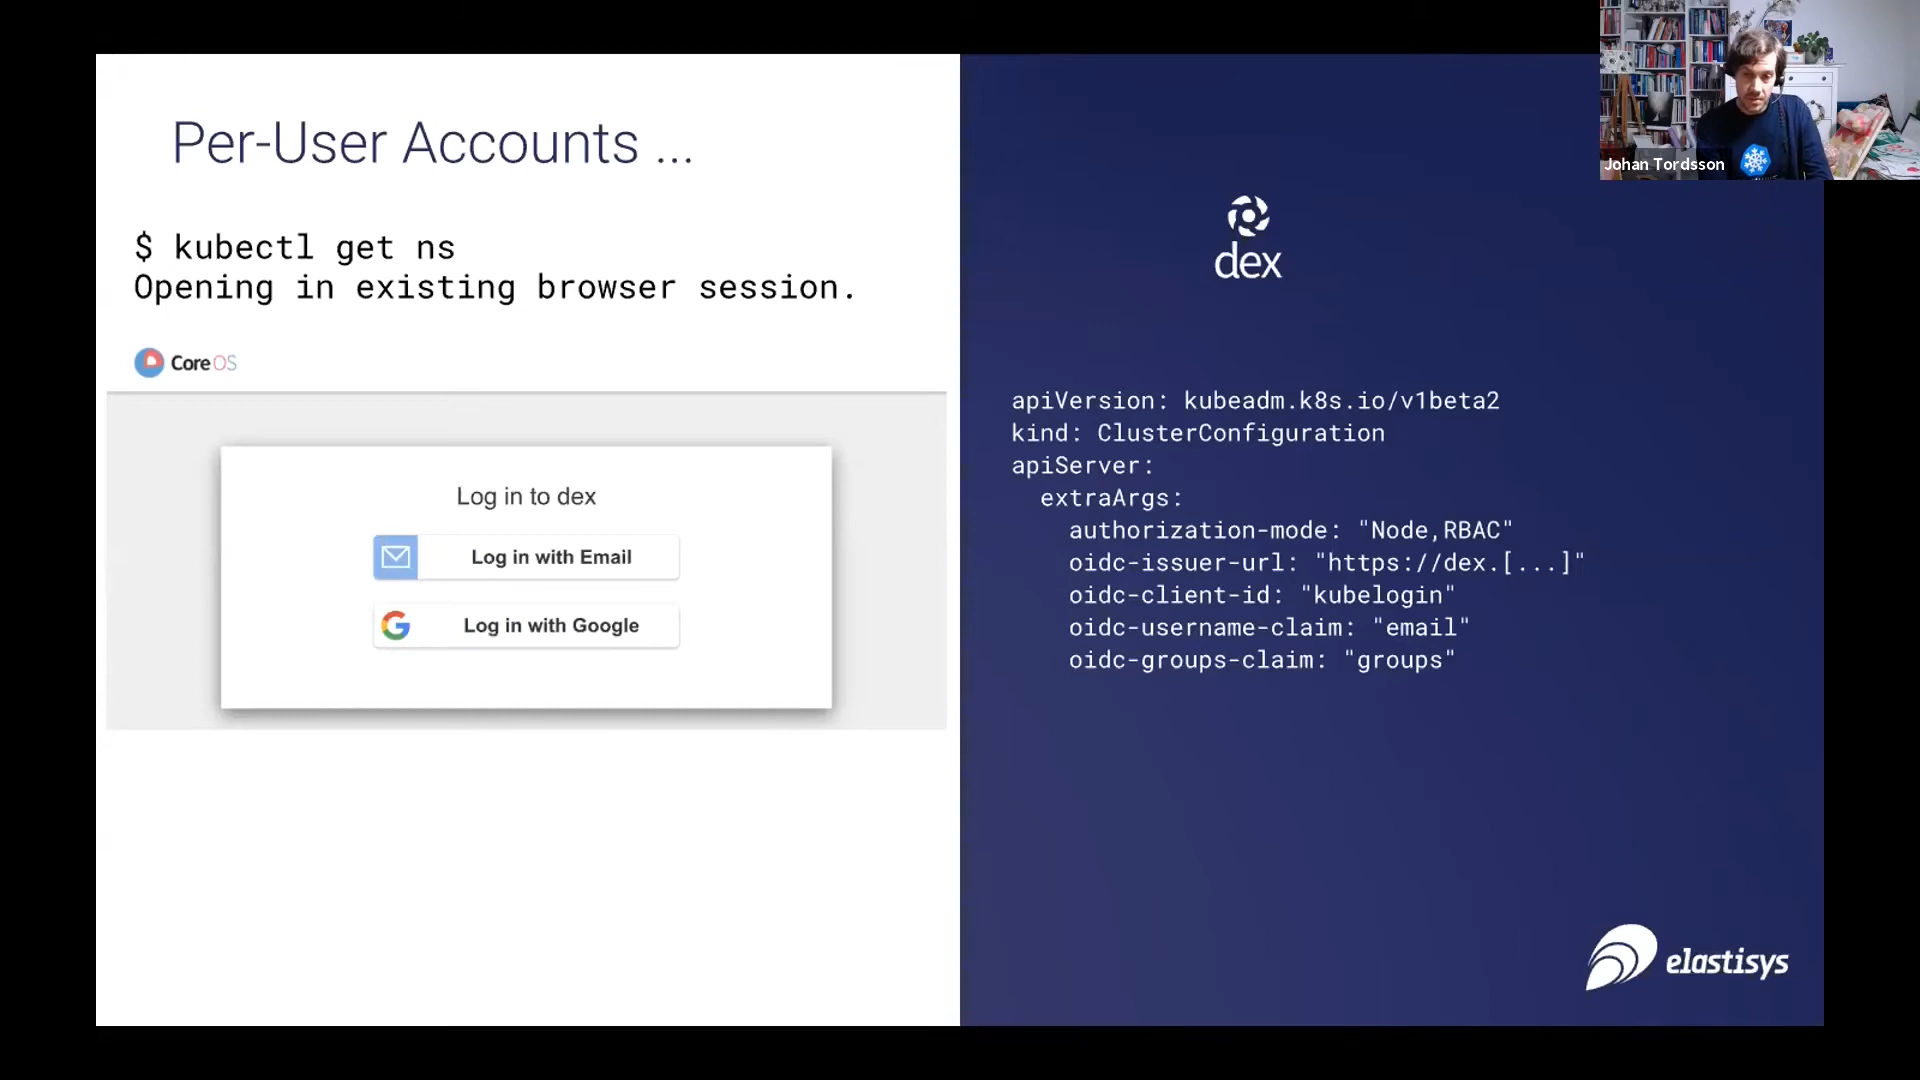 Per-User Accounts ...
$ kubectl get ns
Opening in existing browser session.
CoreOS
Log in to dex
Log in with Email
Log in with Google
dex
apiVersion: kubeadm.k8s.io/v1beta2
kind: ClusterConfiguration
apiServer:
extraArgs:
authorization-mode: "Node,RBAC"
oidc-issuer-url: "https://dex.[...]"
oidc-client-id: "kubelogin"
oidc-username-claim: "email"
oidc-groups-claim: "groups"
elastisys
Johan Tordsson